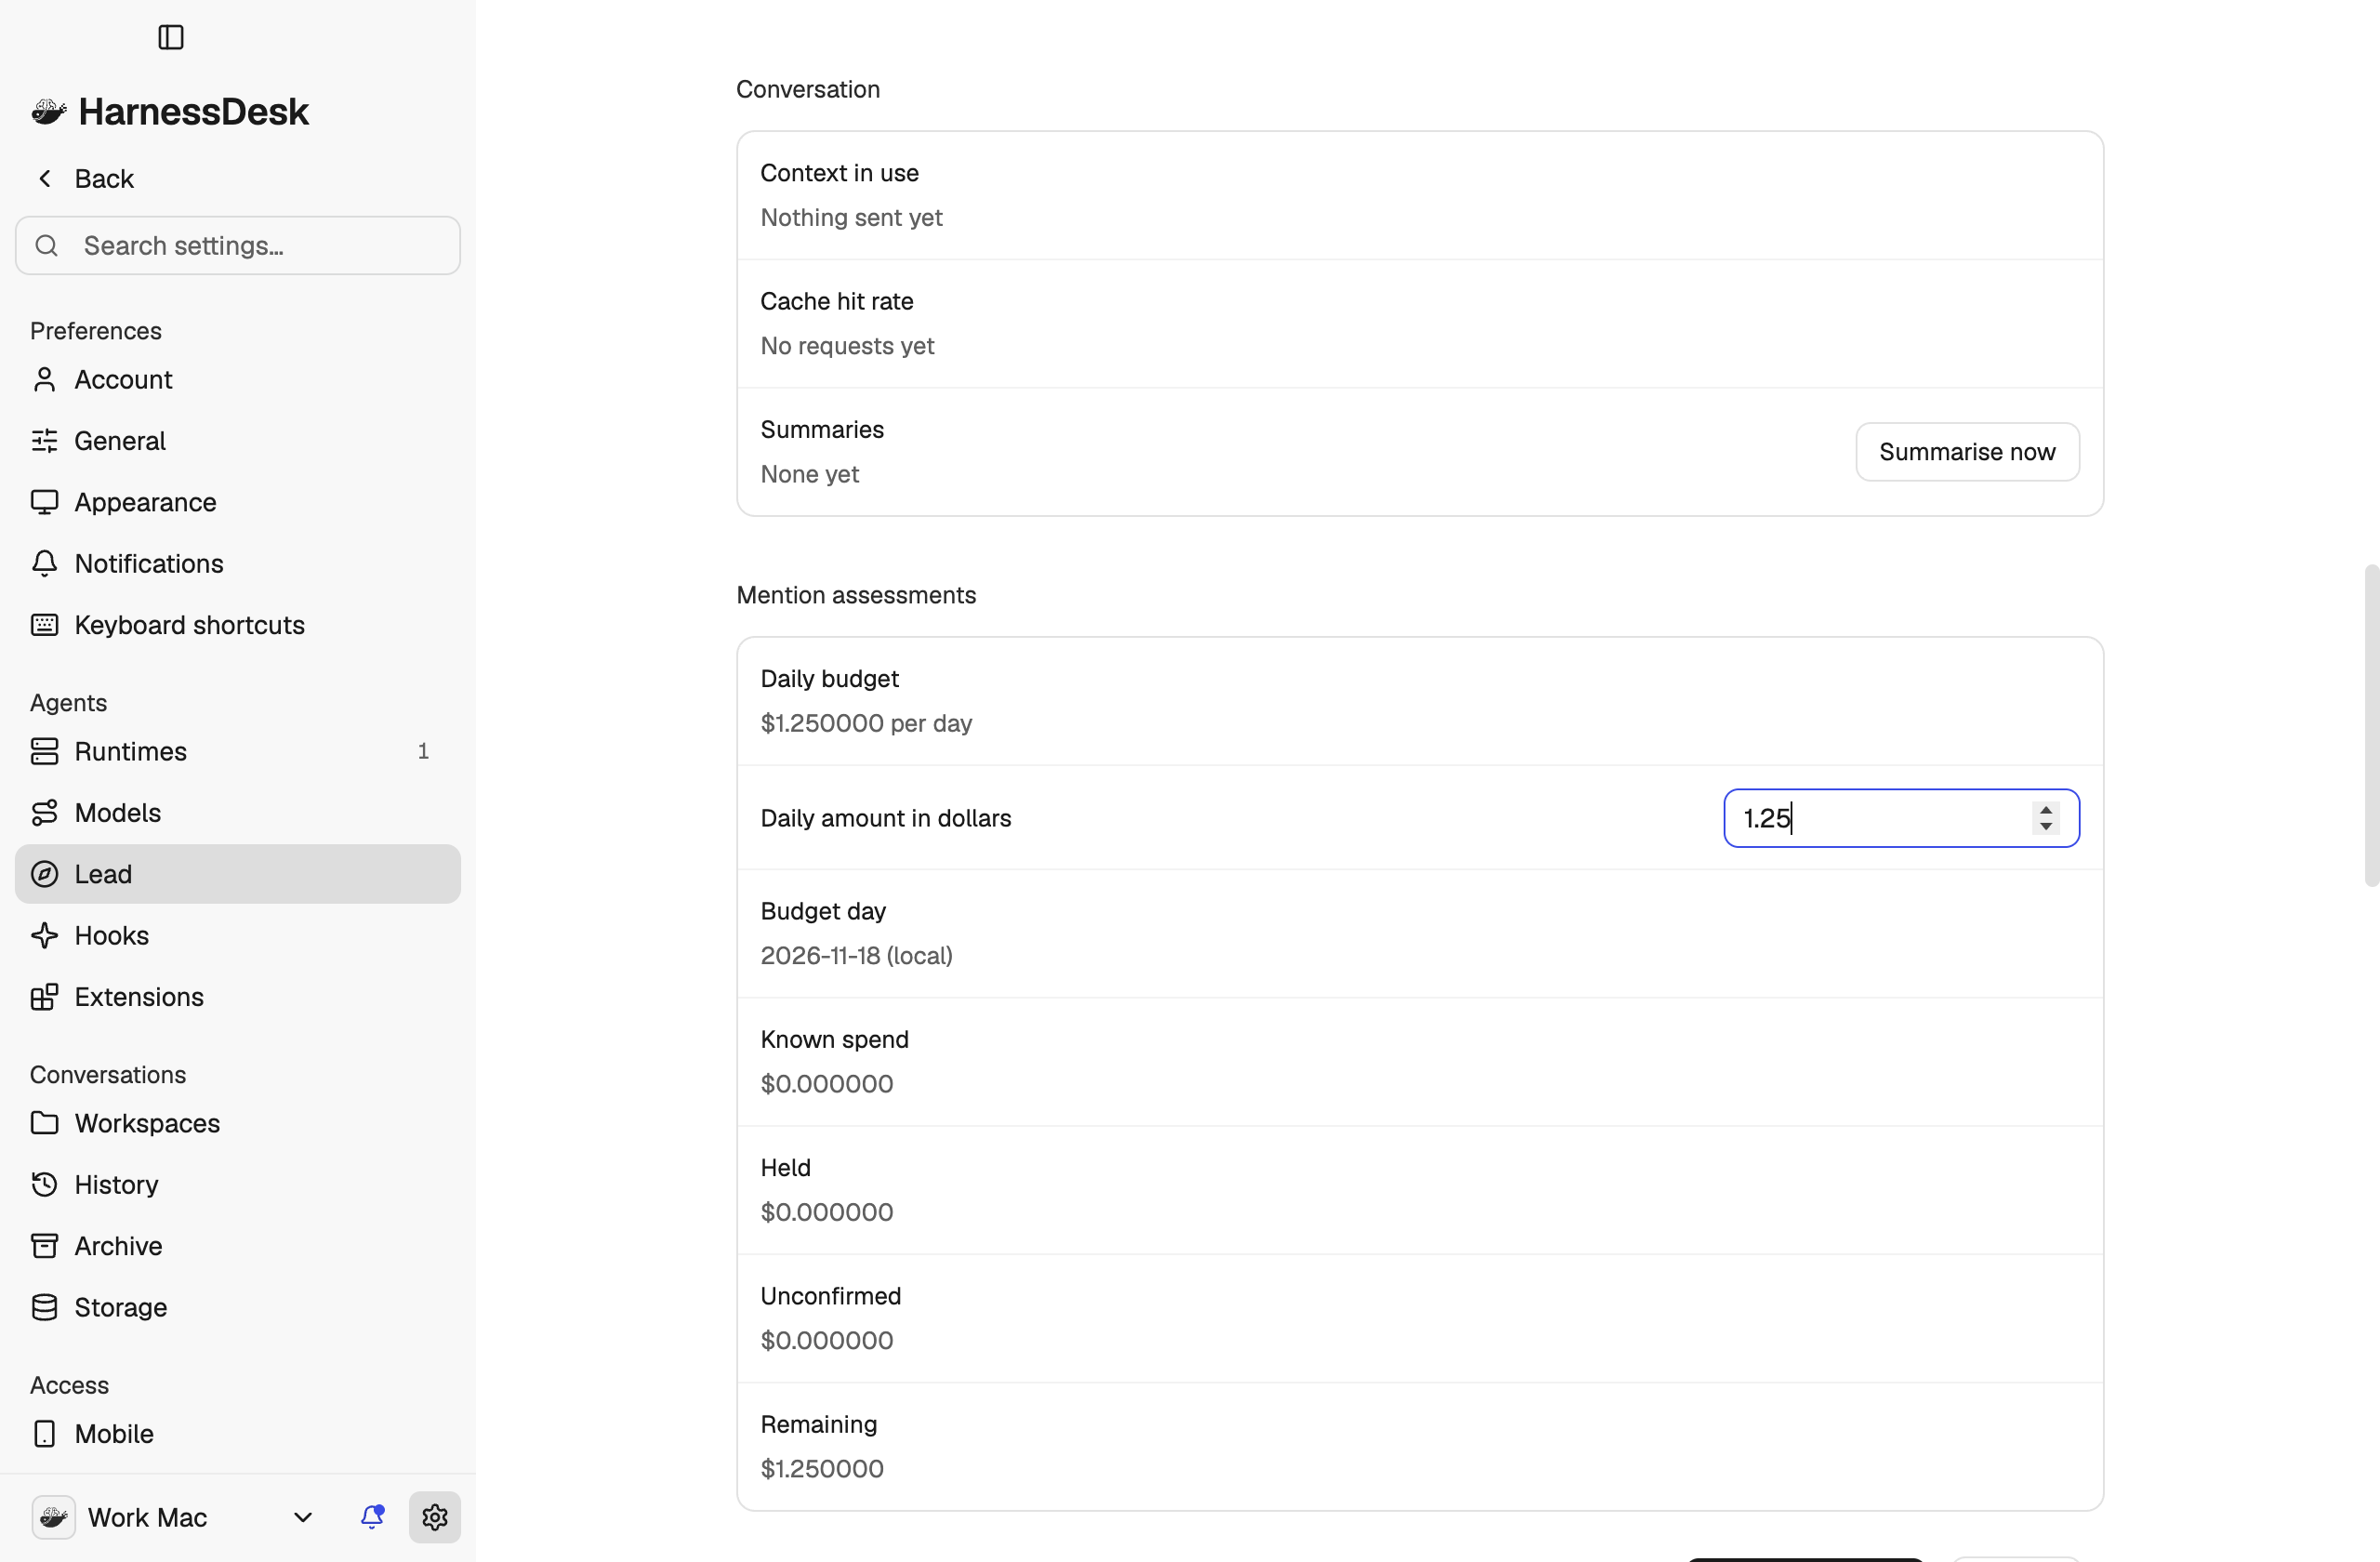 HarnessDesk
Back
Search settings...
Preferences
Account
General
Appearance
Notifications
Keyboard shortcuts
Agents
Runtimes 1
Models
Lead
Hooks
Extensions
Conversations
Workspaces
History
Archive
Storage
Access
Mobile
Work Mac
Conversation
Context in use
Nothing sent yet
Cache hit rate
No requests yet
Summaries
None yet
Summarise now
Mention assessments
Daily budget
$1.250000 per day
Daily amount in dollars
1.25
Budget day
2026-11-18 (local)
Known spend
$0.000000
Held
$0.000000
Unconfirmed
$0.000000
Remaining
$1.250000